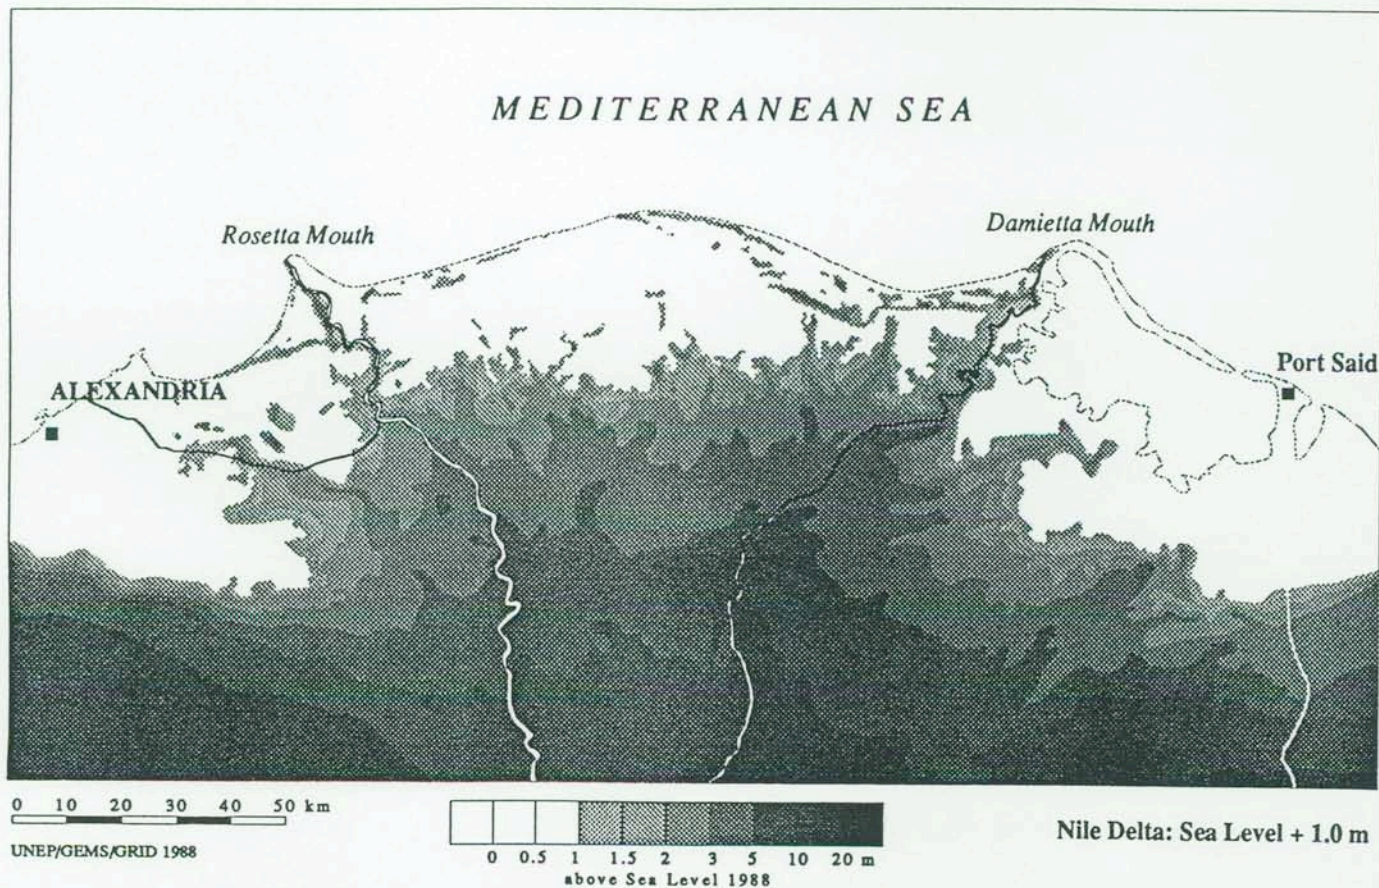 MEDITERRANEAN SEA
Rosetta Mouth
Damietta Mouth
ALEXANDRIA
Port Said
0 10 20 30 40 50 km
UNEP/GEMS/GRID 1988
0 0.5 1 1.5 2 3 5 10 20 m
above Sea Level 1988
Nile Delta: Sea Level + 1.0 m